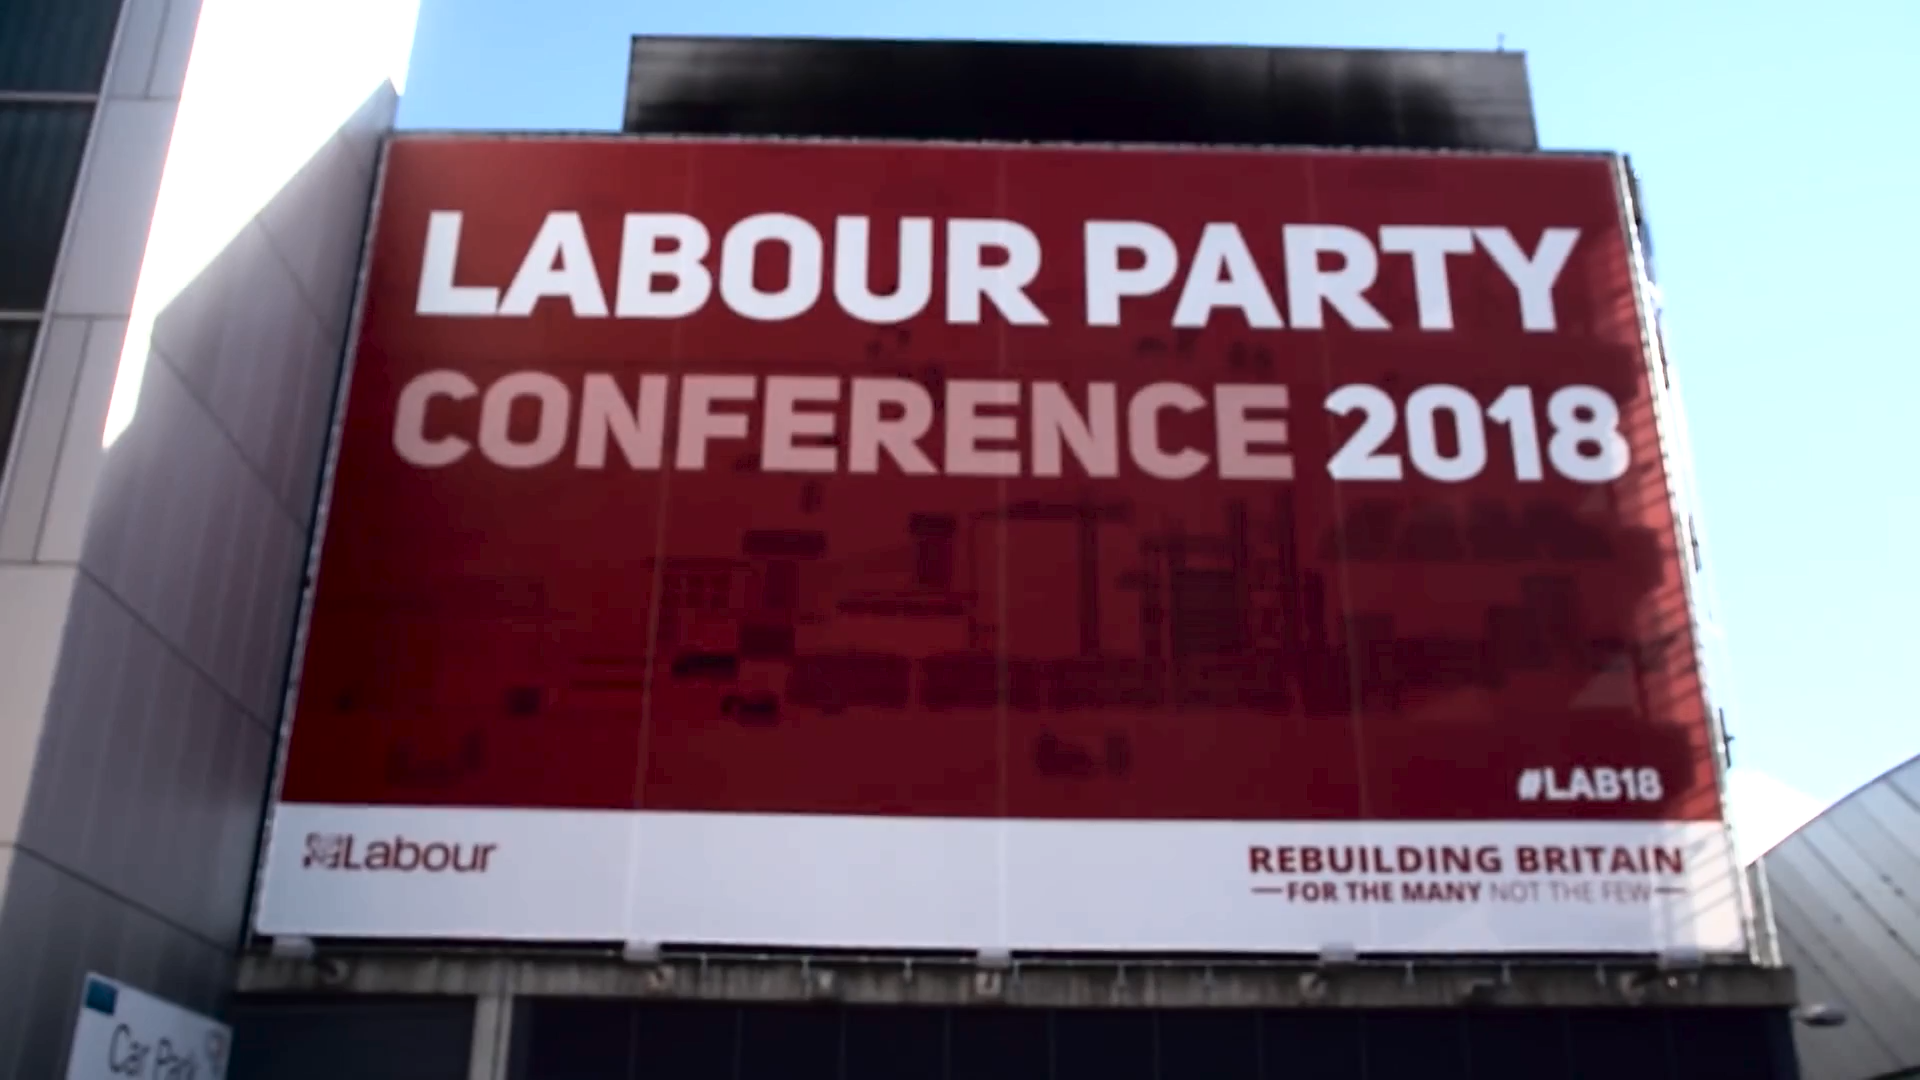 LABOUR PARTY
CONFERENCE 2018
#LAB18
Labour
REBUILDING BRITAIN
FOR THE MANY NOT THE FEW
Car Park